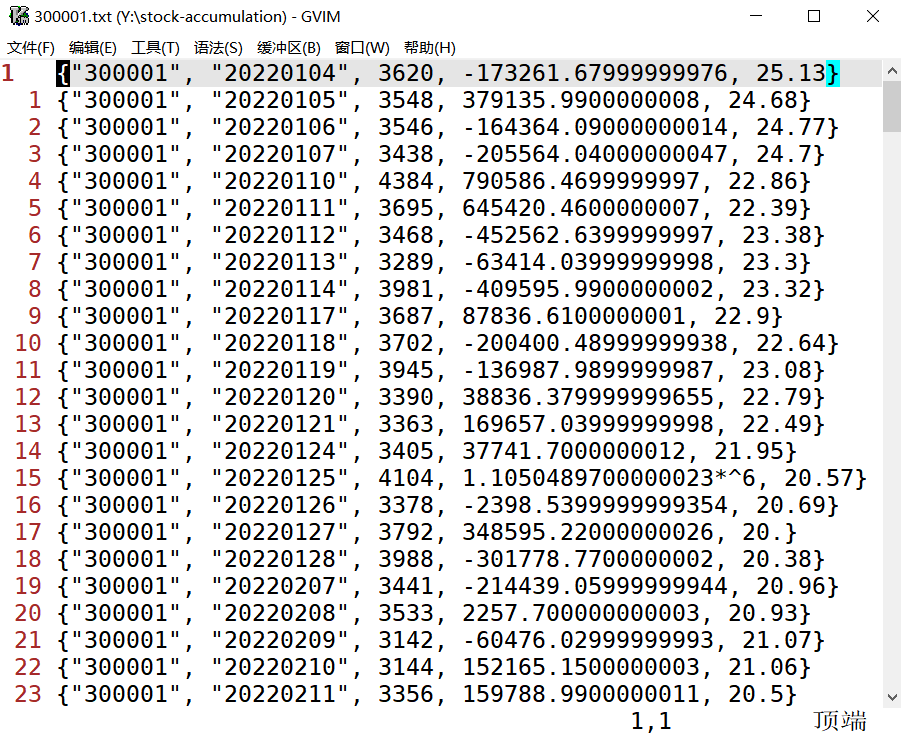 300001.txt (Y:\stock-accumulation) - GVIM
文件(F) 编辑(E) 工具(T) 语法(S) 缓冲区(B) 窗口(W) 帮助(H)
1 {"300001", "20220104", 3620, -173261.67999999976, 25.13}
1 {"300001", "20220105", 3548, 379135.9900000008, 24.68}
2 {"300001", "20220106", 3546, -164364.09000000014, 24.77}
3 {"300001", "20220107", 3438, -205564.04000000047, 24.7}
4 {"300001", "20220110", 4384, 790586.4699999997, 22.86}
5 {"300001", "20220111", 3695, 645420.4600000007, 22.39}
6 {"300001", "20220112", 3468, -452562.6399999997, 23.38}
7 {"300001", "20220113", 3289, -63414.03999999998, 23.3}
8 {"300001", "20220114", 3981, -409595.9900000002, 23.32}
9 {"300001", "20220117", 3687, 87836.6100000001, 22.9}
10 {"300001", "20220118", 3702, -200400.48999999938, 22.64}
11 {"300001", "20220119", 3945, -136987.9899999987, 23.08}
12 {"300001", "20220120", 3390, 38836.379999999655, 22.79}
13 {"300001", "20220121", 3363, 169657.03999999998, 22.49}
14 {"300001", "20220124", 3405, 37741.7000000012, 21.95}
15 {"300001", "20220125", 4104, 1.1050489700000023*^6, 20.57}
16 {"300001", "20220126", 3378, -2398.5399999999354, 20.69}
17 {"300001", "20220127", 3792, 348595.22000000026, 20.}
18 {"300001", "20220128", 3988, -301778.7700000002, 20.38}
19 {"300001", "20220207", 3441, -214439.05999999944, 20.96}
20 {"300001", "20220208", 3533, 2257.700000000003, 20.93}
21 {"300001", "20220209", 3142, -60476.02999999993, 21.07}
22 {"300001", "20220210", 3144, 152165.1500000003, 21.06}
23 {"300001", "20220211", 3356, 159788.9900000011, 20.5}
1,1 顶端